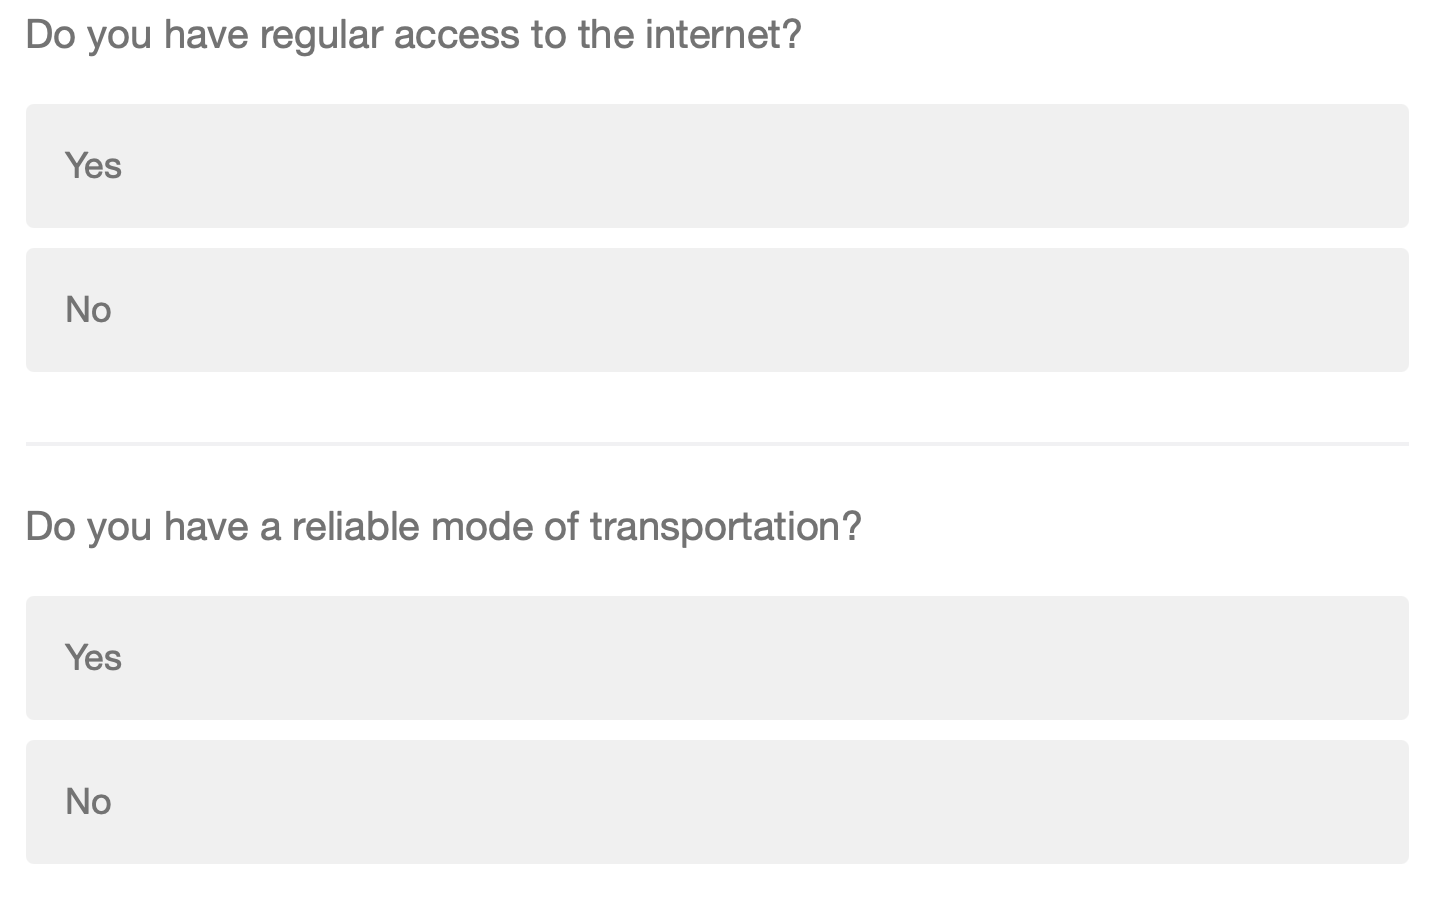 Do you have regular access to the internet?
Yes
No
Do you have a reliable mode of transportation?
Yes
No